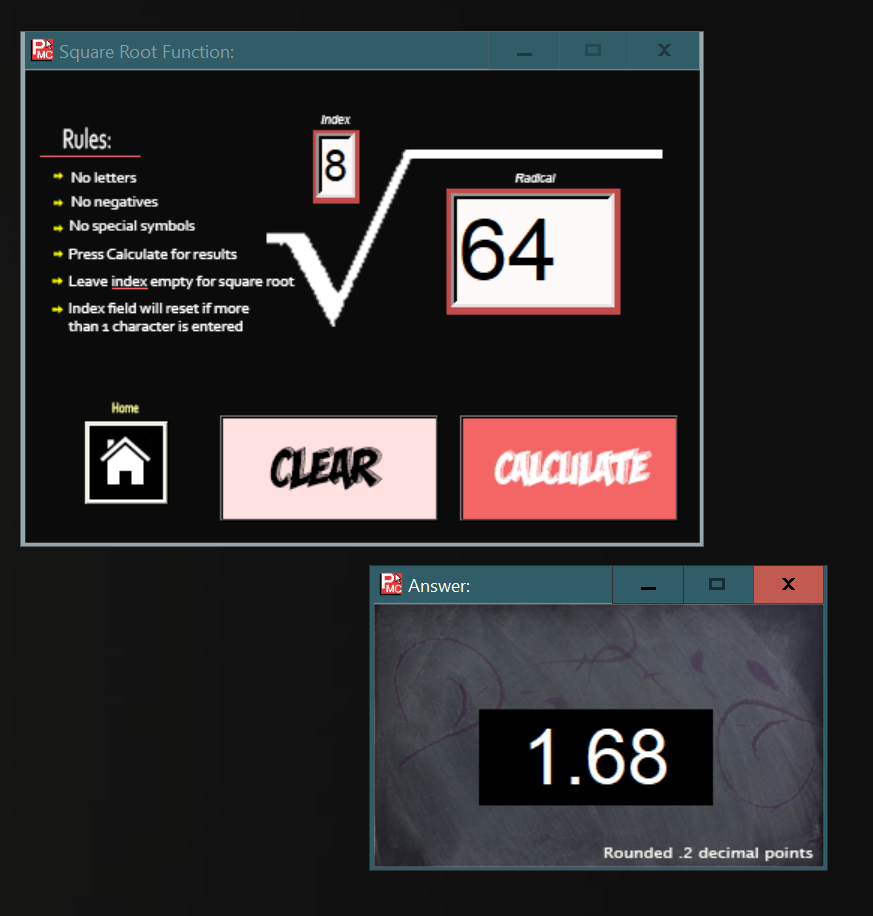 PMC Square Root Function:
Index
8
Rules:
No letters
No negatives
No special symbols
Press Calculate for results
Leave index empty for square root
Index field will reset if more
than 1 character is entered
Radical
64
Home
CLEAR
CALCULATE
PMC Answer:
1.68
Rounded .2 decimal points